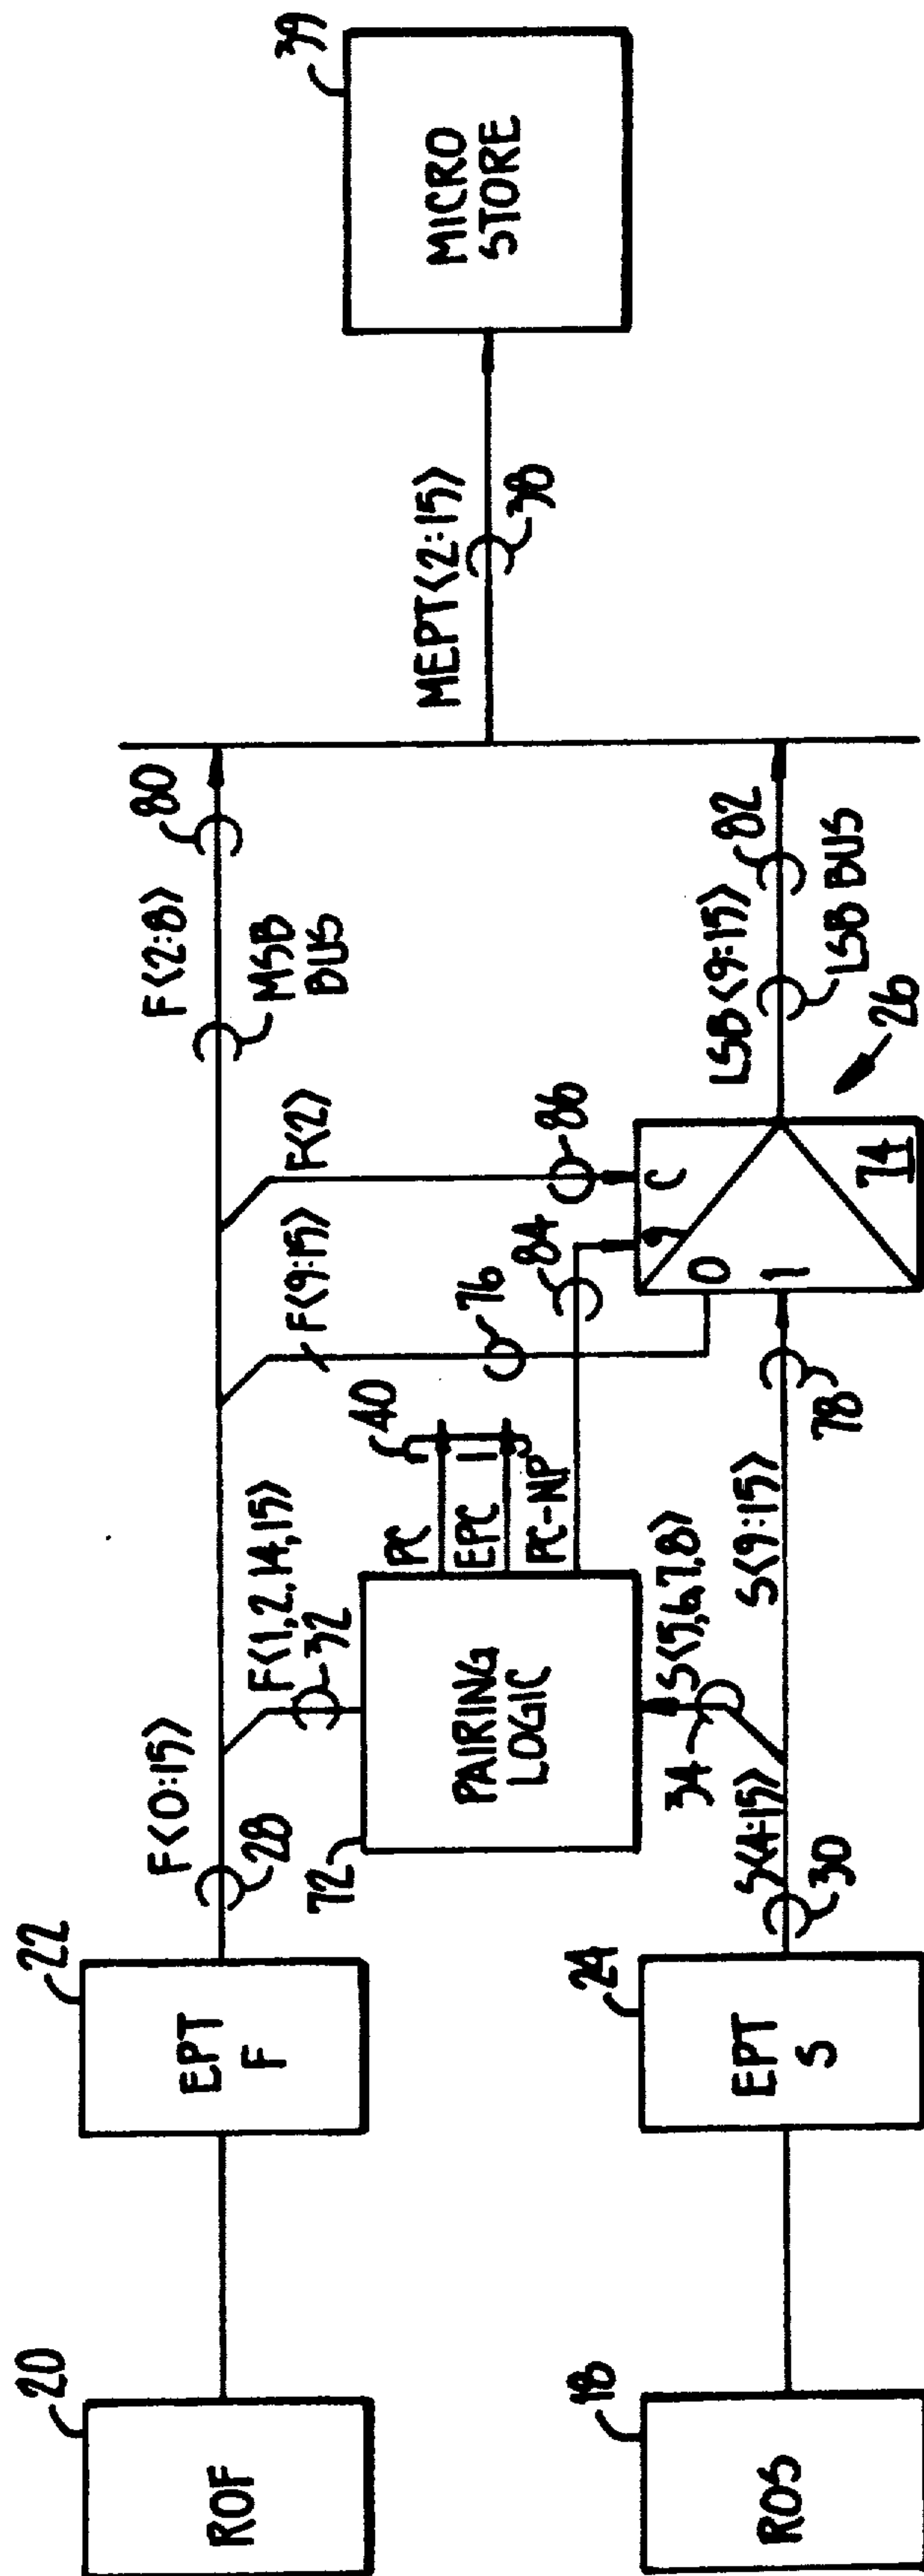 20
ROF
22
EPT
F
F<0:15>
28
F<1,2,14,15>
32
72
PAIRING
LOGIC
PC
EPC
PC-NP
40
F<9:15>
76
F<2>
86
84
F<2:8>
80
MSB
BUS
18
ROS
24
EPT
S
S<4:15>
30
34
S<5,6,7,8>
S<9:15>
78
0
1
C
74
26
LSB<9:15>
82
LSB BUS
MEPT<2:15>
38
39
MICRO
STORE